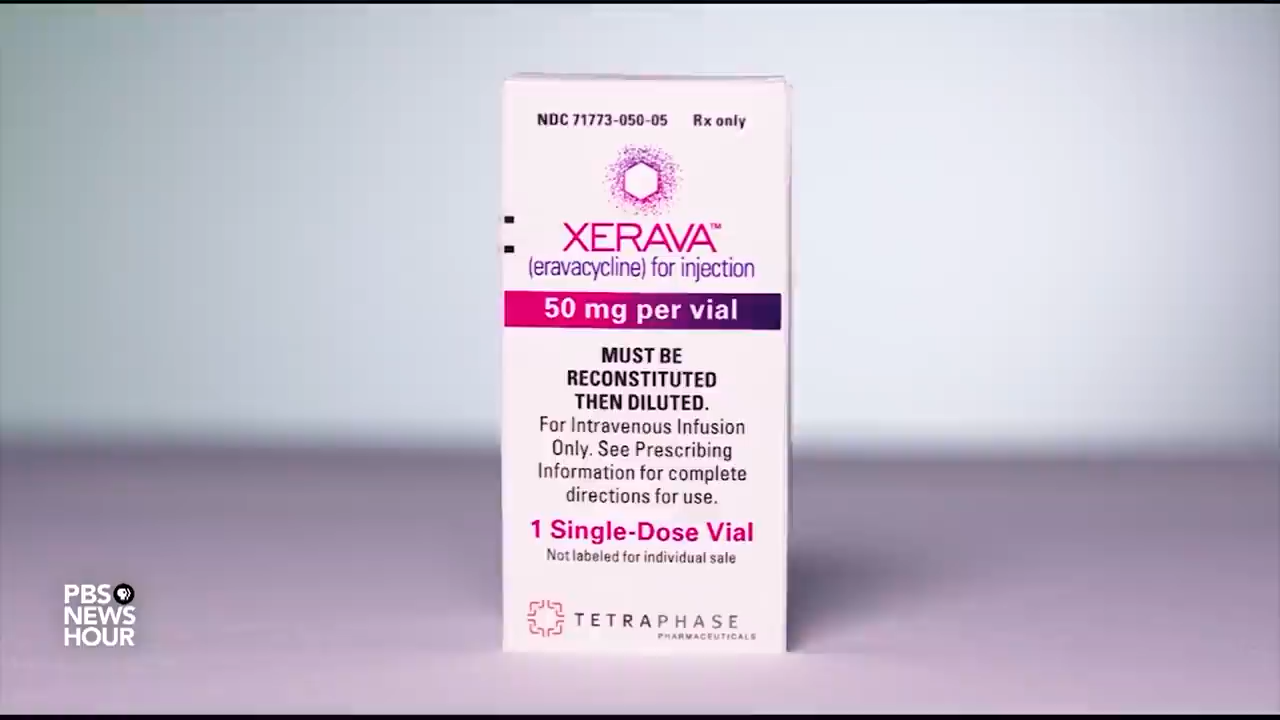 NDC 71773-050-05 Rx only
XERAVA™
(eravacycline) for injection
50 mg per vial
MUST BE
RECONSTITUTED
THEN DILUTED.
For Intravenous Infusion
Only. See Prescribing
Information for complete
directions for use.
1 Single-Dose Vial
Not labeled for individual sale
TETRAPHASE
PHARMACEUTICALS
PBS
NEWS
HOUR